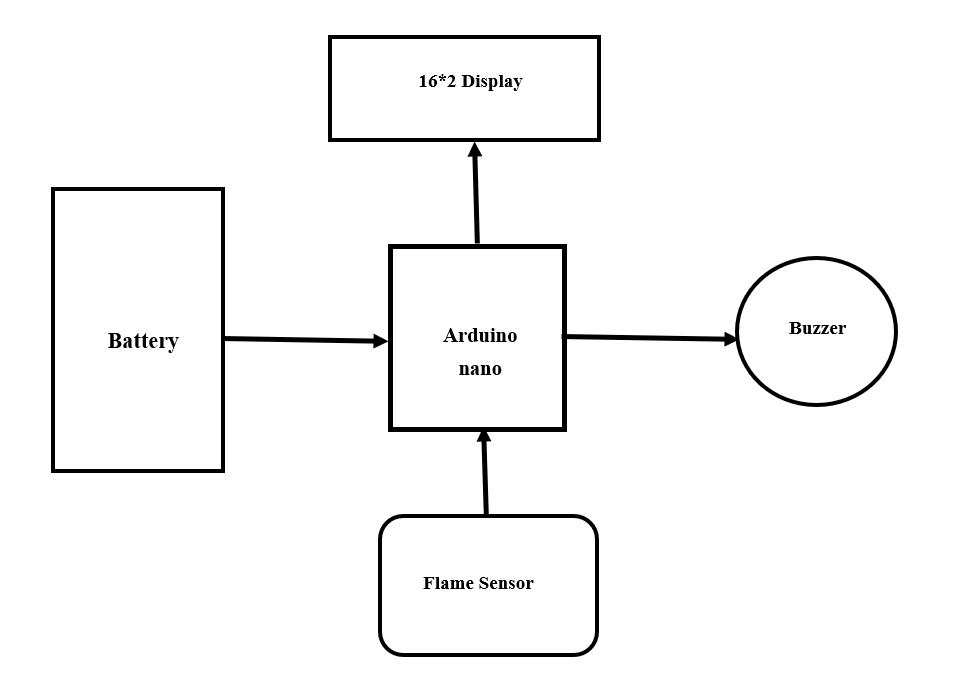 16*2 Display
Battery
Arduino
nano
Buzzer
Flame Sensor